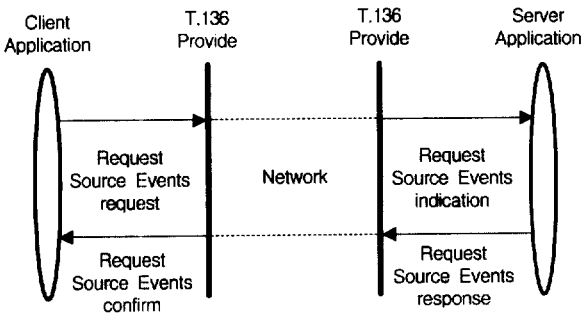 Client
Application
T.136
Provide
T.136
Provide
Server
Application
Request
Source Events
request
Network
Request
Source Events
indication
Request
Source Events
confirm
Request
Source Events
response